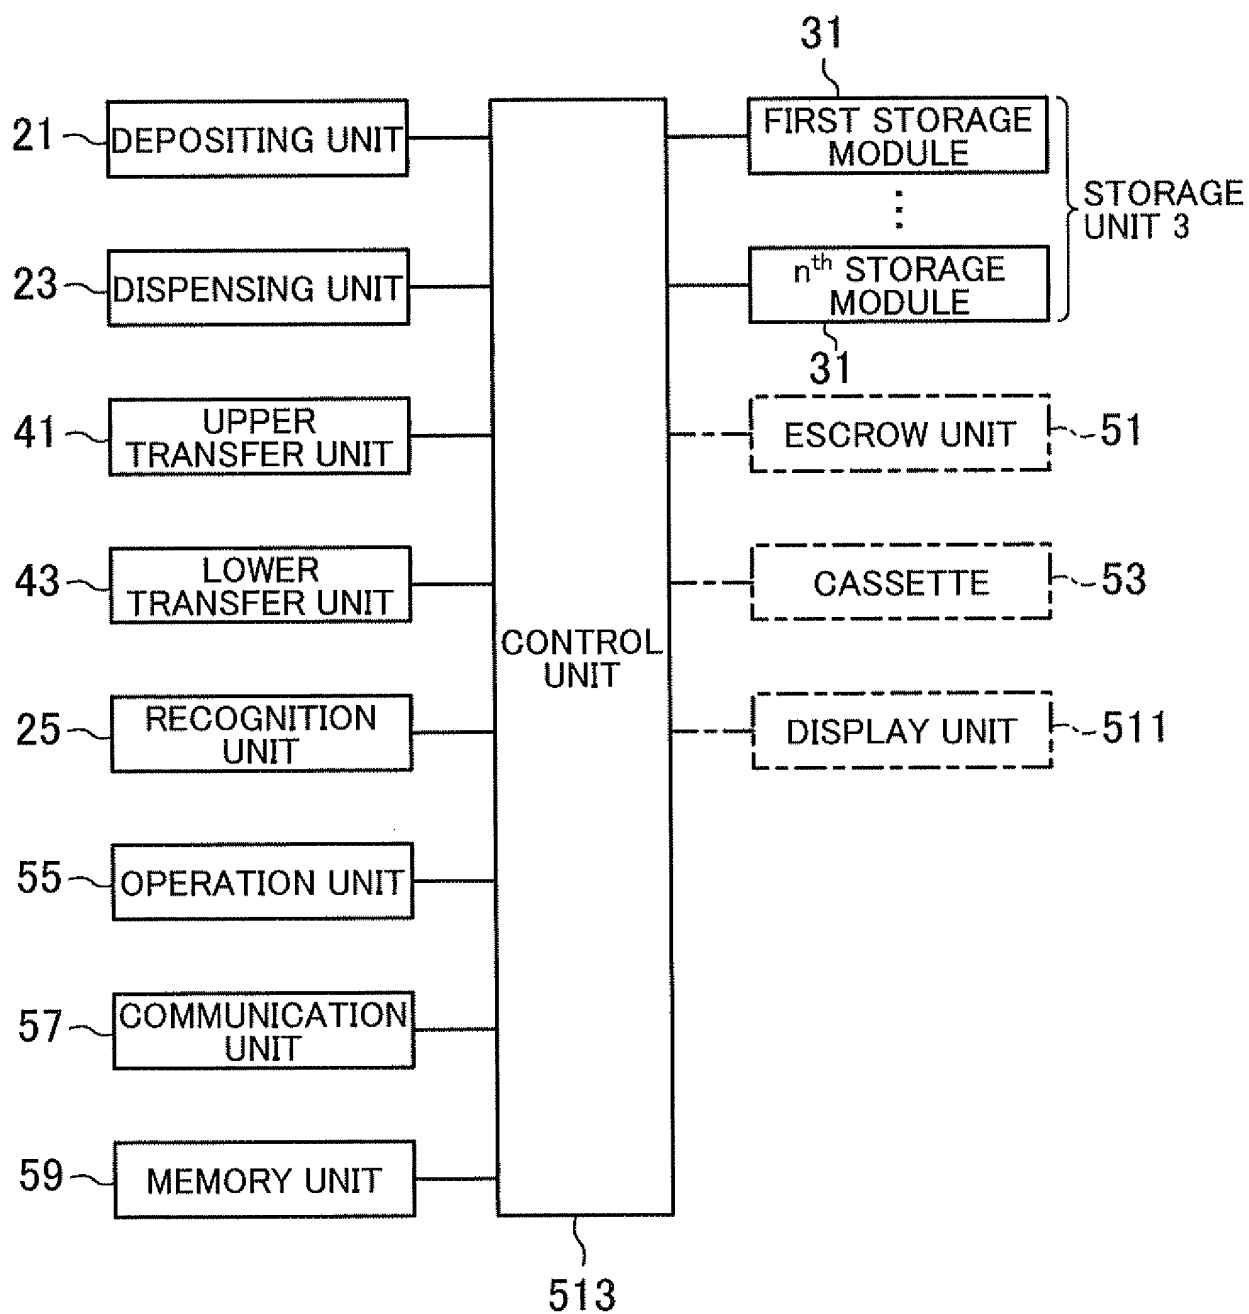 31
21
DEPOSITING UNIT
FIRST STORAGE
MODULE
STORAGE
UNIT 3
23
DISPENSING UNIT
nth STORAGE
MODULE
31
41
UPPER
TRANSFER UNIT
ESCROW UNIT
51
43
LOWER
TRANSFER UNIT
CASSETTE
53
CONTROL
UNIT
25
RECOGNITION
UNIT
DISPLAY UNIT
511
55
OPERATION UNIT
57
COMMUNICATION
UNIT
59
MEMORY UNIT
513